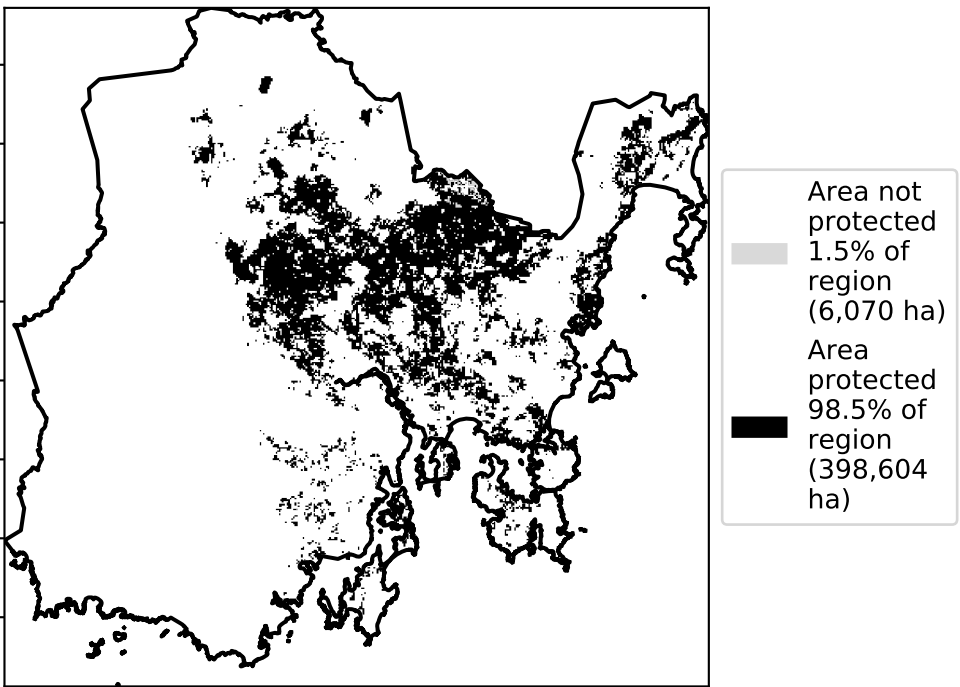 Area not
protected
1.5% of
region
(6,070 ha)
Area
protected
98.5% of
region
(398,604
ha)